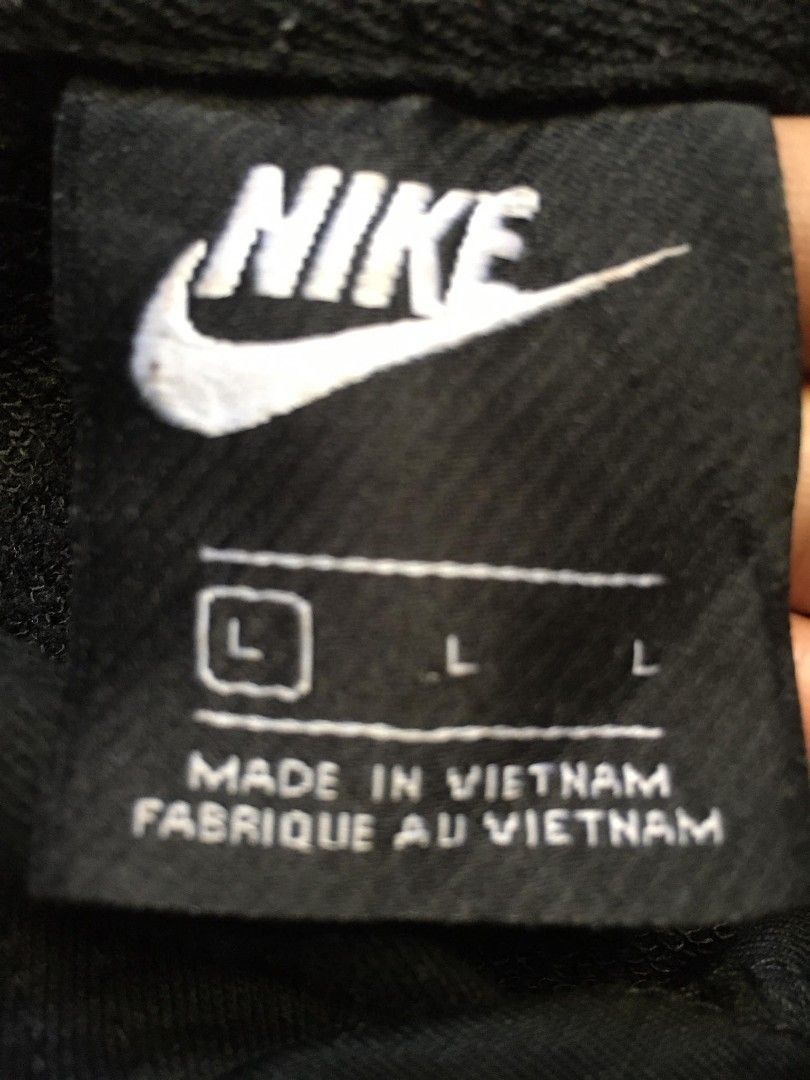 NIKE
L L L
MADE IN VIETNAM
FABRIQUE AU VIETNAM